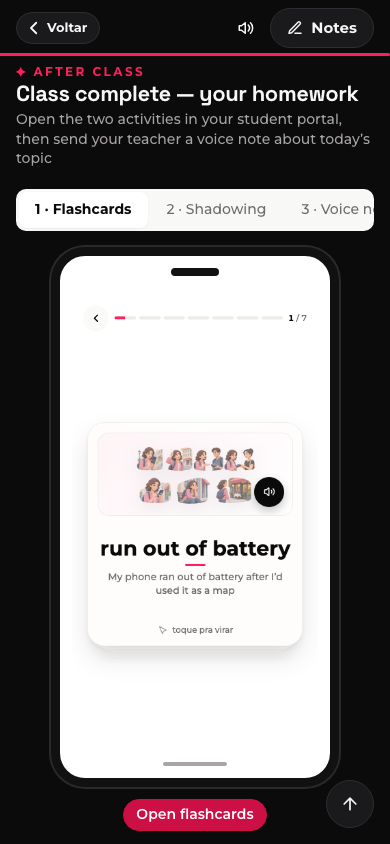 Voltar
Notes
AFTER CLASS
Class complete — your homework
Open the two activities in your student portal,
then send your teacher a voice note about today's
topic
1 · Flashcards
2 · Shadowing
3 · Voice n
1 / 7
run out of battery
My phone ran out of battery after I'd
used it as a map
toque pra virar
Open flashcards